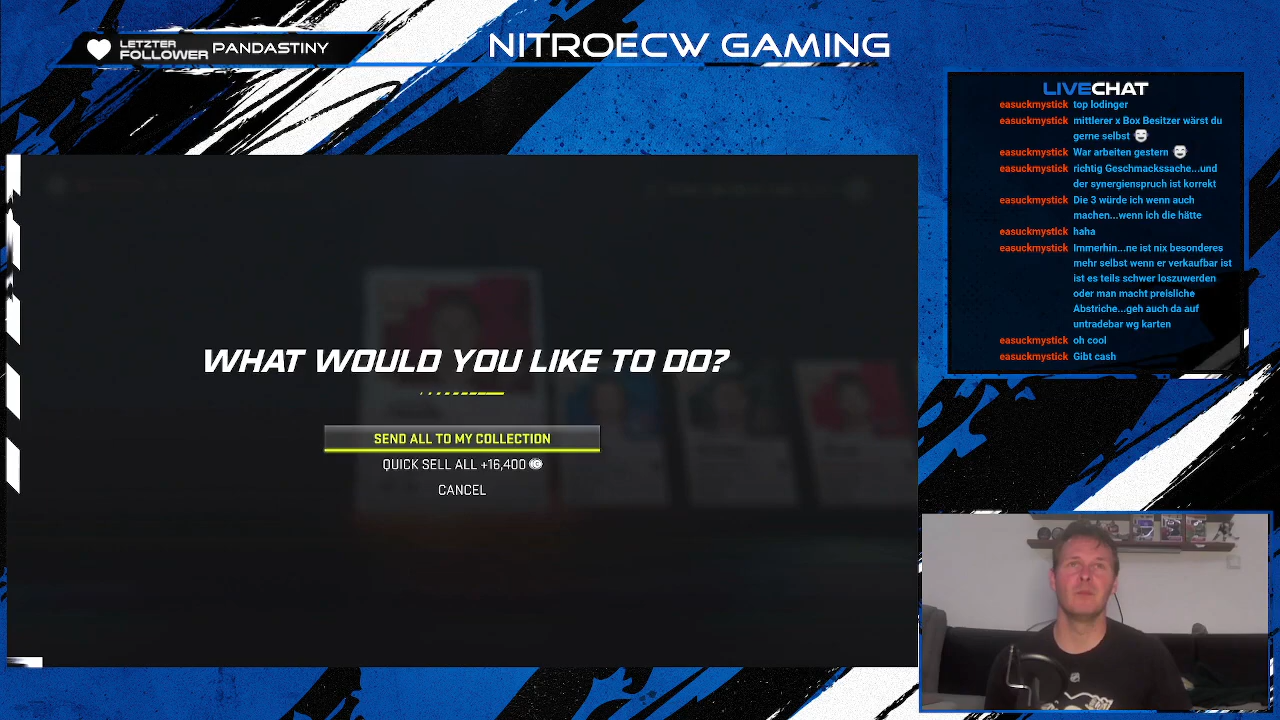 LETZTER
FOLLOWER
PANDASTINY
NITROECW GAMING
LIVECHAT
easuckmystick top lodinger
easuckmystick mittlerer x Box Besitzer wärst du
gerne selbst
easuckmystick War arbeiten gestern
easuckmystick richtig Geschmackssache...und
der synergienspruch ist korrekt
easuckmystick Die 3 würde ich wenn auch
machen...wenn ich die hätte
easuckmystick haha
easuckmystick Immerhin...ne ist nix besonderes
mehr selbst wenn er verkaufbar ist
ist es teils schwer loszuwerden
oder man macht preisliche
Abstriche...geh auch da auf
untradebar wg karten
easuckmystick oh cool
easuckmystick Gibt cash
WHAT WOULD YOU LIKE TO DO?
SEND ALL TO MY COLLECTION
QUICK SELL ALL +16,400
CANCEL